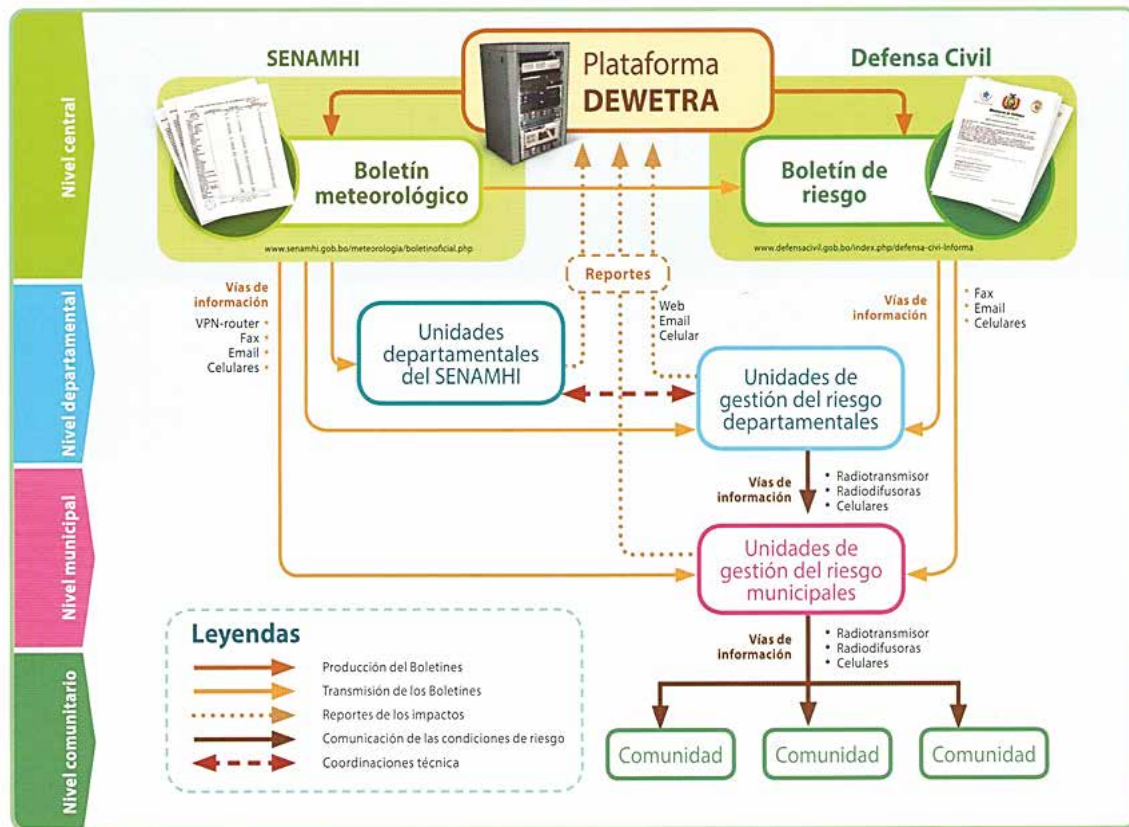 Nivel central
Nivel departamental
Nivel municipal
Nivel comunitario
SENAMHI
Plataforma
DEWETRA
Defensa Civil
Boletín
meteorológico
Boletín de
riesgo
www.senamhi.gob.bo/meteorologia/boletinoficial.php
www.defensacivil.gob.bo/index.php/defensa-civi-Informa
Reportes
Vías de
información
VPN-router •
Fax •
Email •
Celulares •
Unidades
departamentales
del SENAMHI
Web
Email
Celular
Vías de
información
• Fax
• Email
• Celulares
Unidades de
gestión del riesgo
departamentales
Vías de
información
• Radiotransmisor
• Radiodifusoras
• Celulares
Unidades de
gestión del riesgo
municipales
Vías de
información
• Radiotransmisor
• Radiodifusoras
• Celulares
Comunidad
Comunidad
Comunidad
Leyendas
Producción del Boletines
Transmisión de los Boletines
Reportes de los impactos
Comunicación de las condiciones de riesgo
Coordinaciones técnica